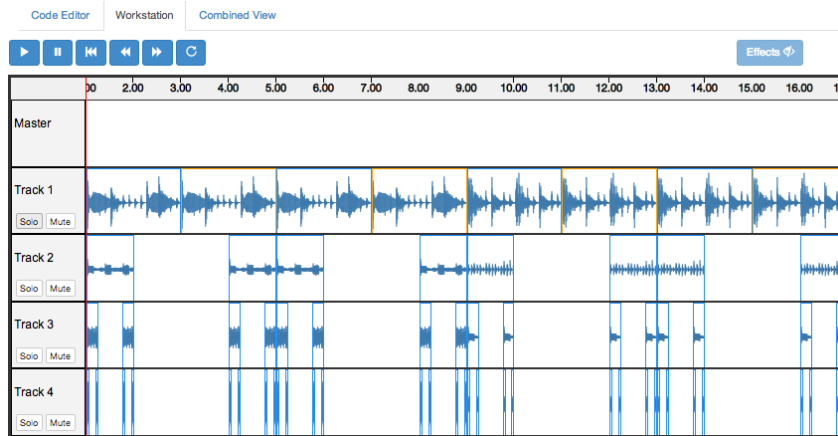 Code Editor Workstation Combined View
Effects
00 2.00 3.00 4.00 5.00 6.00 7.00 8.00 9.00 10.00 11.00 12.00 13.00 14.00 15.00 16.00 1
Master
Track 1
Solo Mute
Track 2
Solo Mute
Track 3
Solo Mute
Track 4
Solo Mute